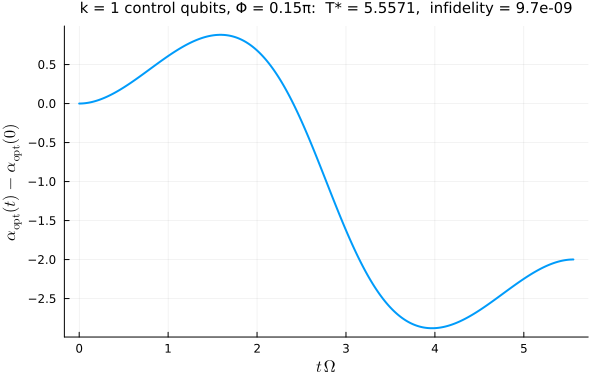 k = 1 control qubits, Φ = 0.15π:  T* = 5.5571,  infidelity = 9.7e-09
α_opt(t) − α_opt(0)
0.5
0.0
−0.5
−1.0
−1.5
−2.0
−2.5
0 1 2 3 4 5
t Ω